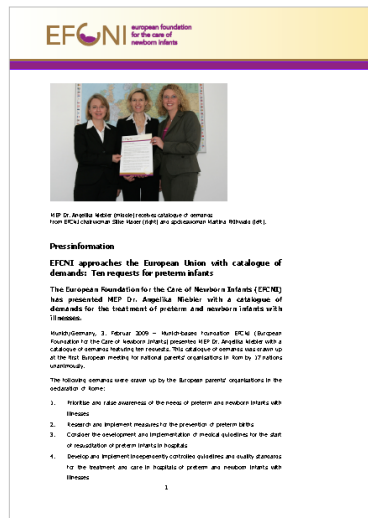 EFCNI european foundation
for the care of
newborn infants
MEP Dr. Angelika Niebler (middle) receives catalogue of demands
from EFCNI chairwoman Silke Mader (right) and spokeswoman (left).
Pressinformation
EFCNI approaches the European Union with catalogue of
demands: Ten requests for preterm infants
The European Foundation for the Care of Newborn Infants (EFCNI)
has presented MEP Dr. Angelika Niebler with a catalogue of
demands for the treatment of preterm and newborn infants with
illnesses.
Munich/Germany, 3. Februar 2009 – Munich-based foundation EFCNI (European
Foundation for the Care of Newborn Infants) presented MEP Dr. Angelika Niebler with a
catalogue of demands featuring ten requests. This catalogue of demands was drawn up
at the first European meeting for national parents' organisations in Rom by 17 nations
unanimously.
The following demands were drawn up by the European parents' organisations in the
declaration of Rome:
1. Prioritise and raise awareness of the needs of preterm and newborn infants with
illnesses
2. Research and implement measures for the prevention of preterm births
3. Consider the development and implementation of medical guidelines for the start
of resuscitation of preterm infants in hospitals
4. Develop and implement independently controlled guidelines and quality standards
for the treatment and care in hospitals of preterm and newborn infants with
illnesses
1